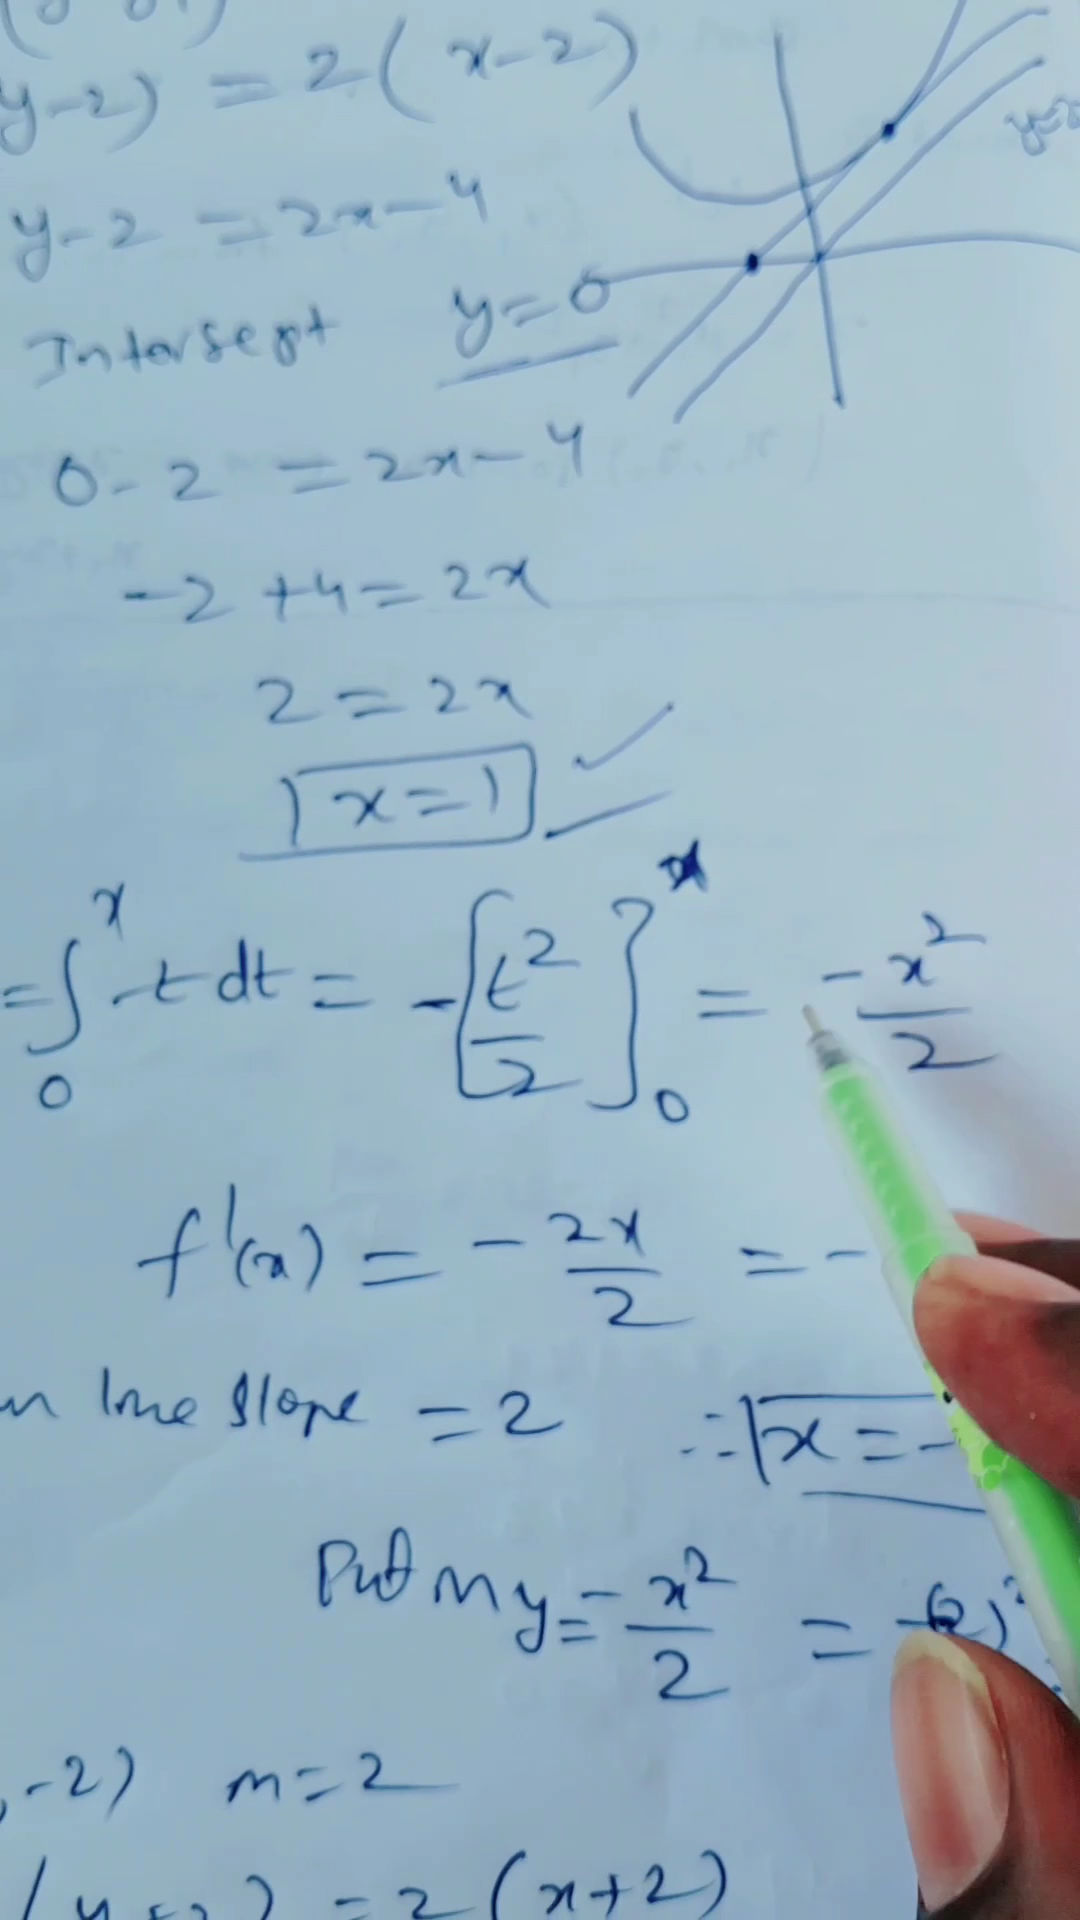 y-2) = 2(x-2)
y-2 = 2x-4
Intersept y=0
0-2 = 2x-4
-2+4=2x
2=2x
x=1
=∫₀ˣ -t dt = -[t²/2]₀ˣ = -x²/2
f'(x) = -2x/2 = -
line slope = 2 ∴ x=-
Put in y=-x²/2 = -(2)²
,-2) m=2
= 2(x+2)